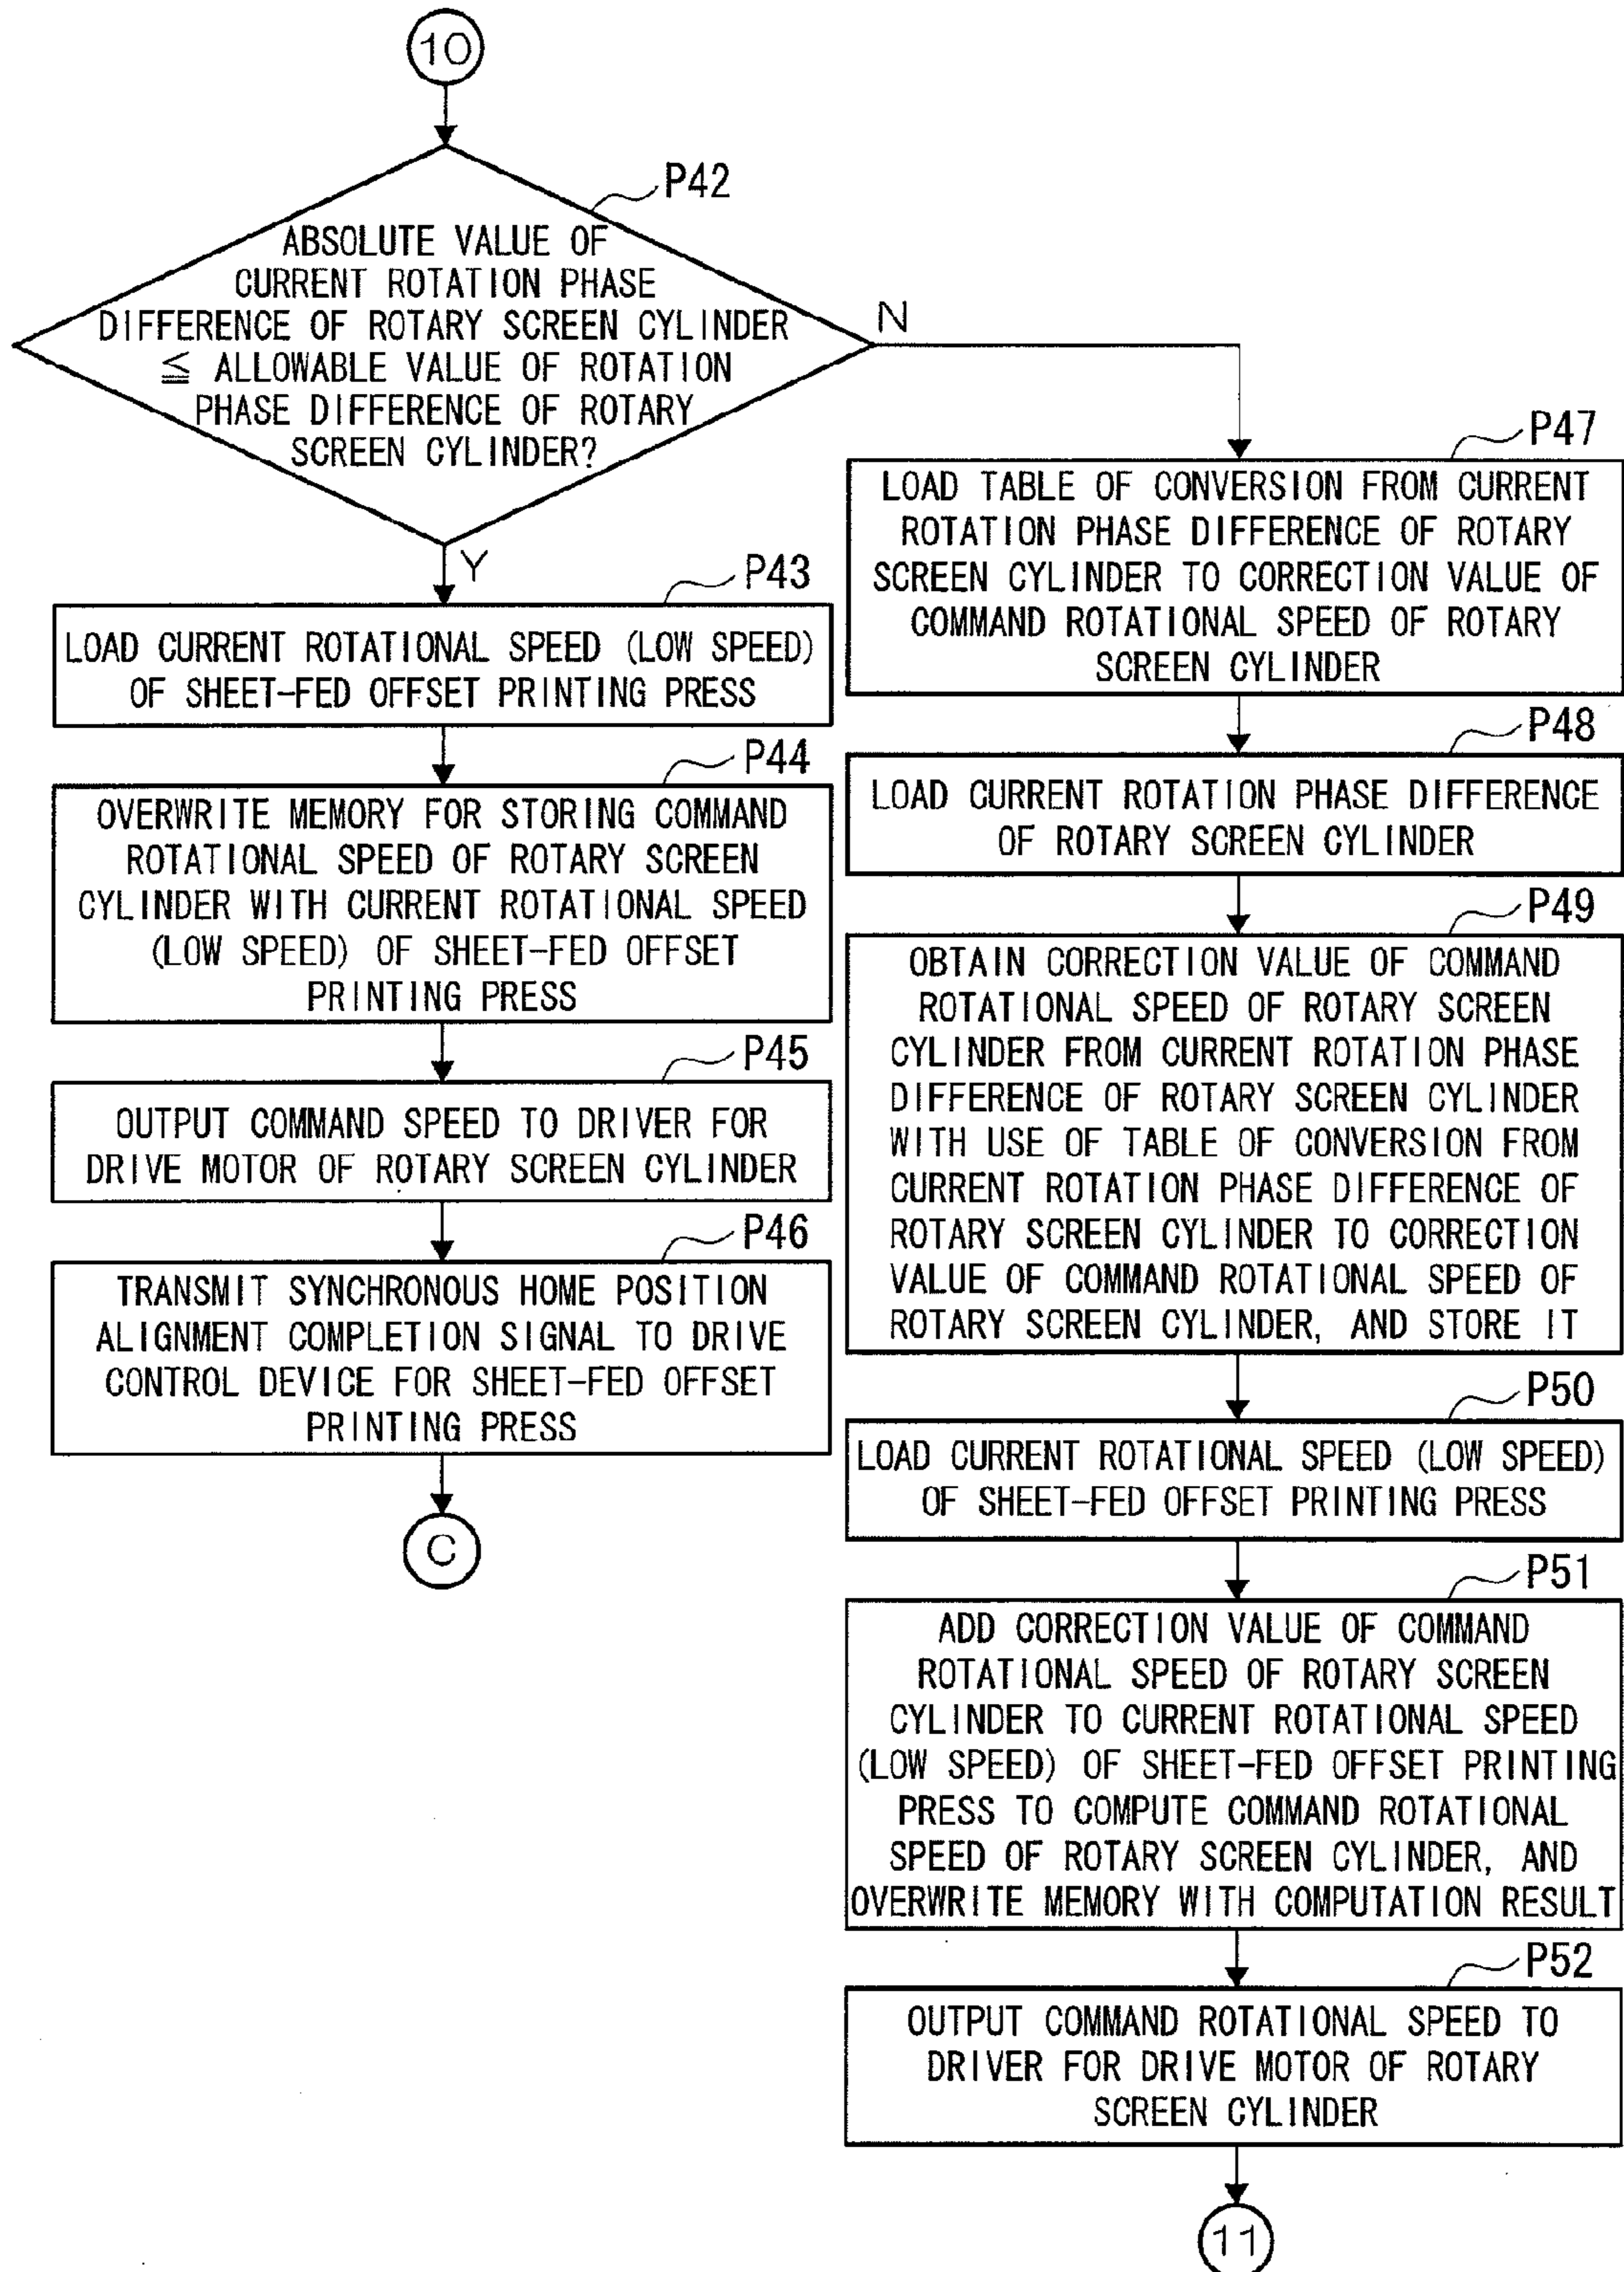 10
P42
ABSOLUTE VALUE OF
CURRENT ROTATION PHASE
DIFFERENCE OF ROTARY SCREEN CYLINDER
≦ ALLOWABLE VALUE OF ROTATION
PHASE DIFFERENCE OF ROTARY
SCREEN CYLINDER?
N
Y
P43
LOAD CURRENT ROTATIONAL SPEED (LOW SPEED)
OF SHEET-FED OFFSET PRINTING PRESS
P44
OVERWRITE MEMORY FOR STORING COMMAND
ROTATIONAL SPEED OF ROTARY SCREEN
CYLINDER WITH CURRENT ROTATIONAL SPEED
(LOW SPEED) OF SHEET-FED OFFSET
PRINTING PRESS
P45
OUTPUT COMMAND SPEED TO DRIVER FOR
DRIVE MOTOR OF ROTARY SCREEN CYLINDER
P46
TRANSMIT SYNCHRONOUS HOME POSITION
ALIGNMENT COMPLETION SIGNAL TO DRIVE
CONTROL DEVICE FOR SHEET-FED OFFSET
PRINTING PRESS
C
P47
LOAD TABLE OF CONVERSION FROM CURRENT
ROTATION PHASE DIFFERENCE OF ROTARY
SCREEN CYLINDER TO CORRECTION VALUE OF
COMMAND ROTATIONAL SPEED OF ROTARY
SCREEN CYLINDER
P48
LOAD CURRENT ROTATION PHASE DIFFERENCE
OF ROTARY SCREEN CYLINDER
P49
OBTAIN CORRECTION VALUE OF COMMAND
ROTATIONAL SPEED OF ROTARY SCREEN
CYLINDER FROM CURRENT ROTATION PHASE
DIFFERENCE OF ROTARY SCREEN CYLINDER
WITH USE OF TABLE OF CONVERSION FROM
CURRENT ROTATION PHASE DIFFERENCE OF
ROTARY SCREEN CYLINDER TO CORRECTION
VALUE OF COMMAND ROTATIONAL SPEED OF
ROTARY SCREEN CYLINDER, AND STORE IT
P50
LOAD CURRENT ROTATIONAL SPEED (LOW SPEED)
OF SHEET-FED OFFSET PRINTING PRESS
P51
ADD CORRECTION VALUE OF COMMAND
ROTATIONAL SPEED OF ROTARY SCREEN
CYLINDER TO CURRENT ROTATIONAL SPEED
(LOW SPEED) OF SHEET-FED OFFSET PRINTING
PRESS TO COMPUTE COMMAND ROTATIONAL
SPEED OF ROTARY SCREEN CYLINDER, AND
OVERWRITE MEMORY WITH COMPUTATION RESULT
P52
OUTPUT COMMAND ROTATIONAL SPEED TO
DRIVER FOR DRIVE MOTOR OF ROTARY
SCREEN CYLINDER
11